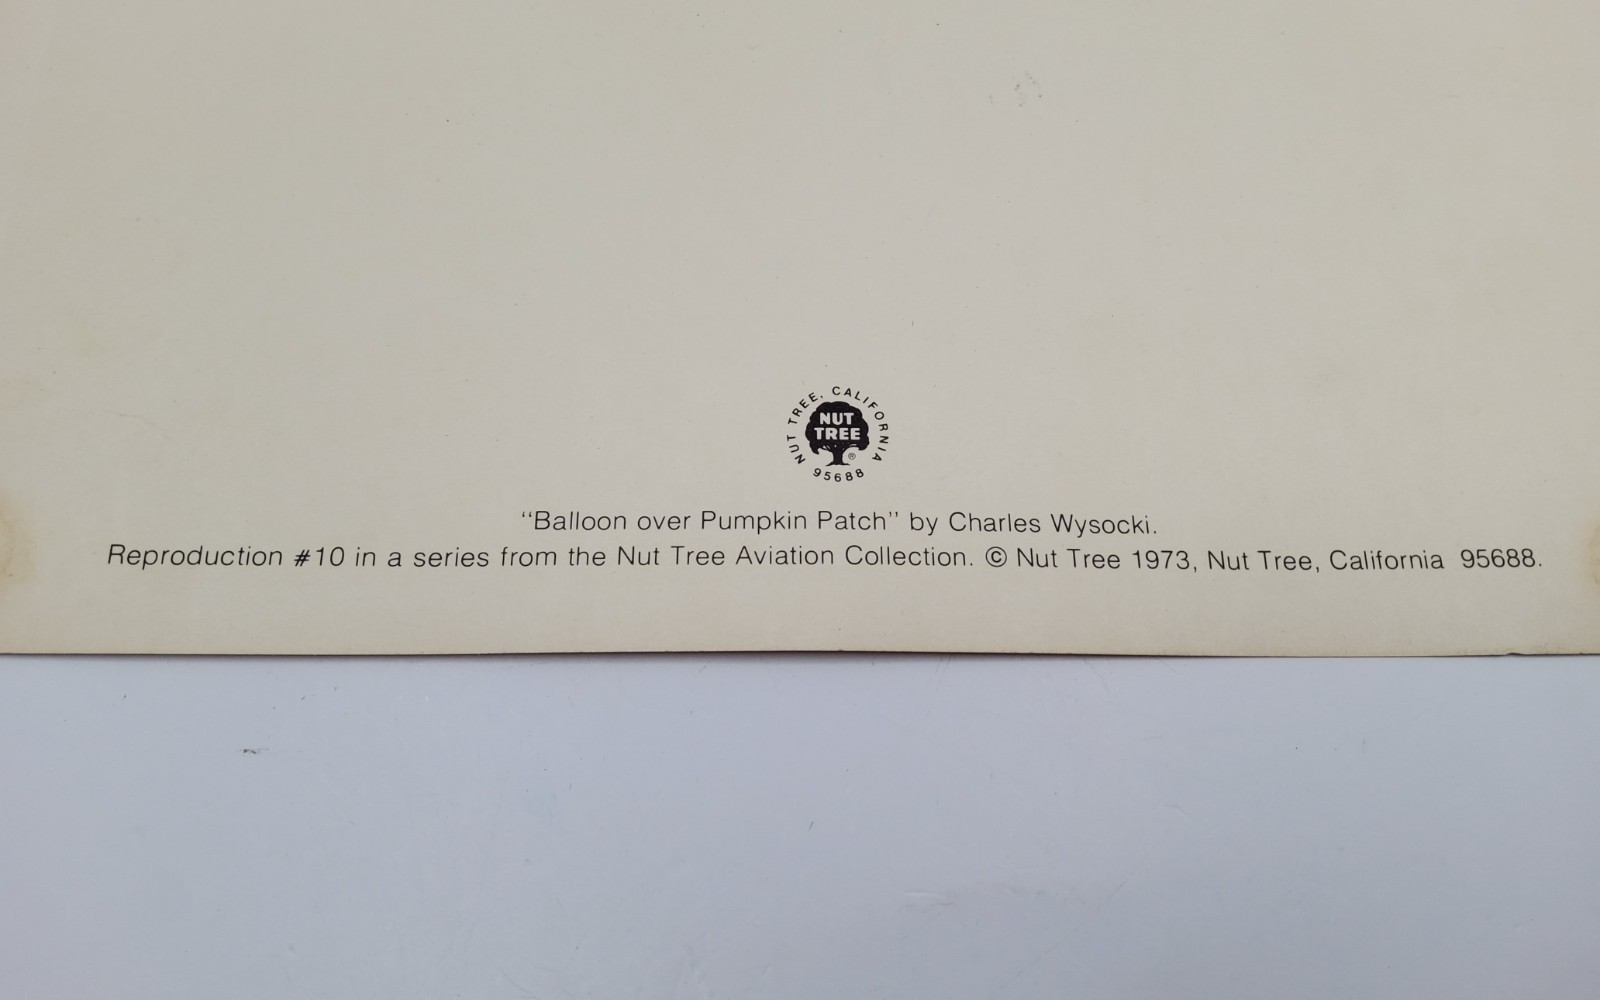 NUT TREE, CALIFORNIA 95688
NUT
TREE
®
“Balloon over Pumpkin Patch” by Charles Wysocki.
Reproduction #10 in a series from the Nut Tree Aviation Collection. © Nut Tree 1973, Nut Tree, California 95688.